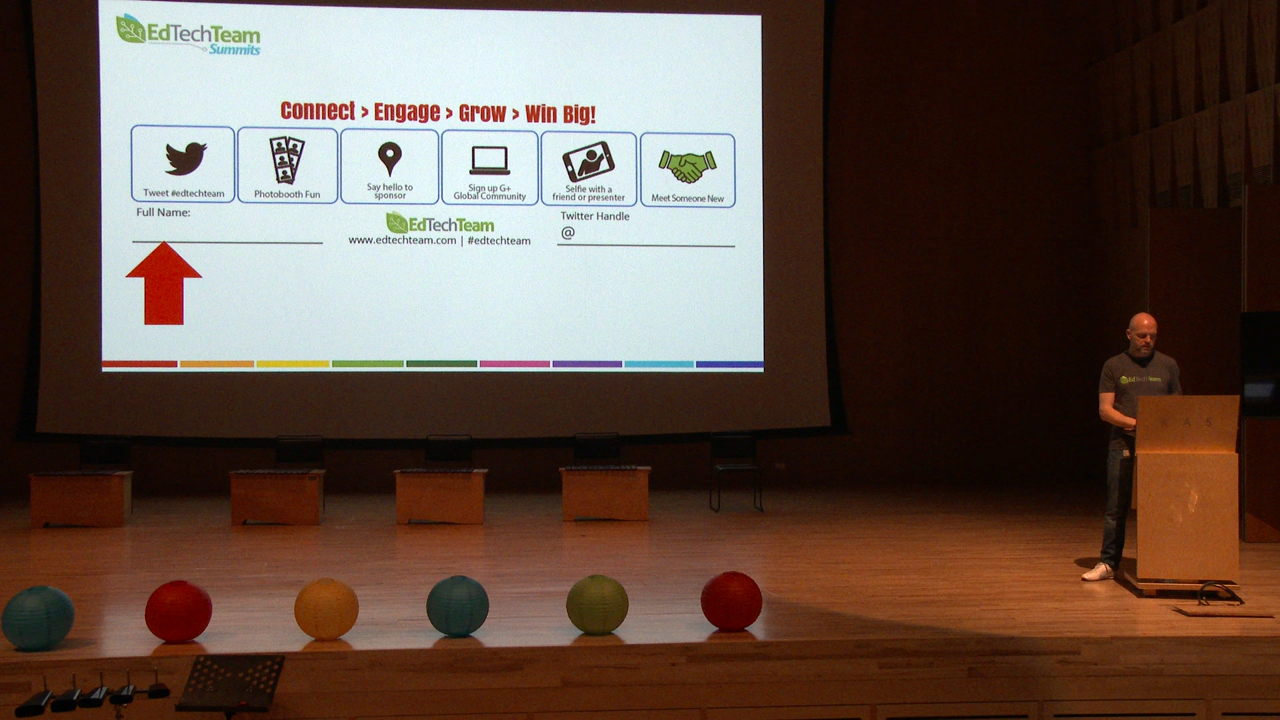 EdTechTeam
Summits
Connect > Engage > Grow > Win Big!
Tweet #edtechteam
Photobooth Fun
Say hello to
sponsor
Sign up G+
Global Community
Selfie with a
friend or presenter
Meet Someone New
Full Name:
EdTechTeam
www.edtechteam.com | #edtechteam
Twitter Handle
@
EdTechTeam
KAS